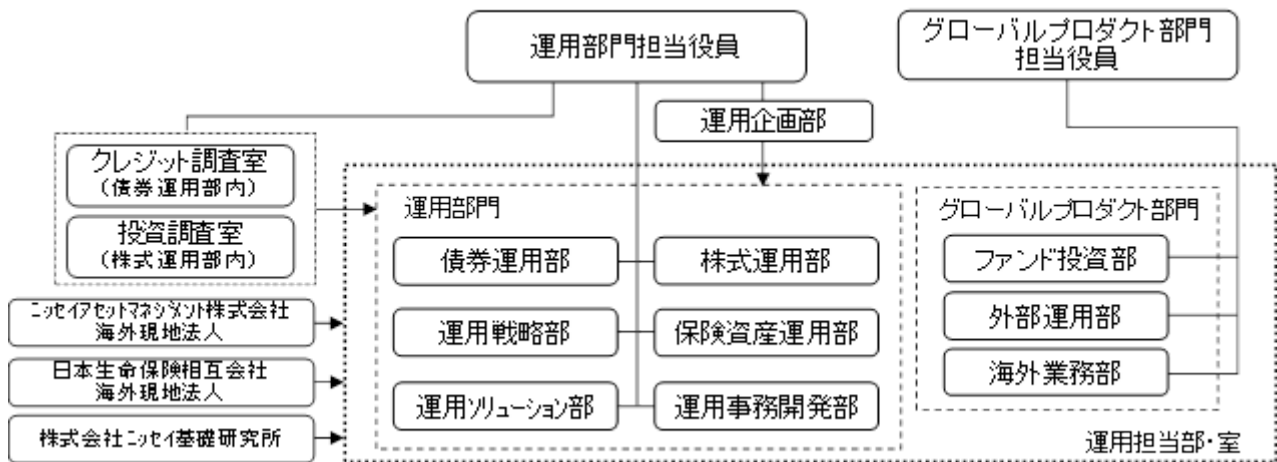 運用部門担当役員
グローバルプロダクト部門
担当役員
運用企画部
クレジット調査室
(債券運用部内)
投資調査室
(株式運用部内)
運用部門
グローバルプロダクト部門
債券運用部
株式運用部
ファンド投資部
ニッセイアセットマネジメント株式会社
海外現地法人
運用戦略部
保険資産運用部
外部運用部
日本生命保険相互会社
海外現地法人
海外業務部
運用ソリューション部
運用事務開発部
株式会社ニッセイ基礎研究所
運用担当部・室